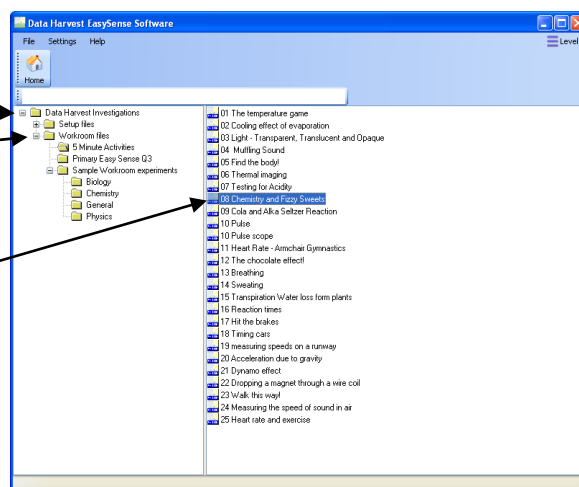 Data Harvest EasySense Software
File Settings Help
Level
Home
Data Harvest Investigations
Setup files
Workroom files
5 Minute Activities
Primary Easy Sense Q3
Sample Workroom experiments
Biology
Chemistry
General
Physics
01 The temperature game
02 Cooling effect of evaporation
03 Light - Transparent, Translucent and Opaque
04 Muffling Sound
05 Find the body!
06 Thermal imaging
07 Testing for Acidity
08 Chemistry and Fizzy Sweets
09 Cola and Alka Seltzer Reaction
10 Pulse
10 Pulse scope
11 Heart Rate - Armchair Gymnastics
12 The chocolate effect!
13 Breathing
14 Sweating
15 Transpiration Water loss form plants
16 Reaction times
17 Hit the brakes
18 Timing cars
19 measuring speeds on a runway
20 Acceleration due to gravity
21 Dynamo effect
22 Dropping a magnet through a wire coil
23 Walk this way!
24 Measuring the speed of sound in air
25 Heart rate and exercise